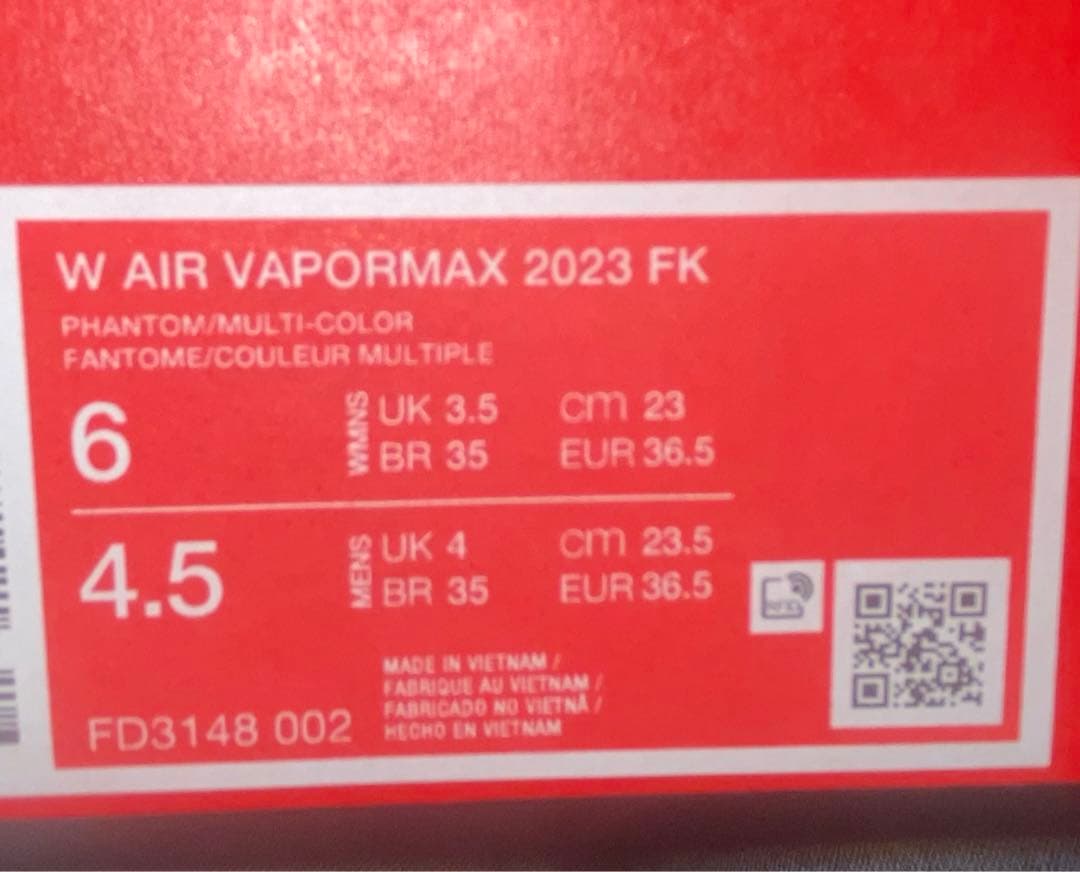 W AIR VAPORMAX 2023 FK
PHANTOM/MULTI-COLOR
FANTOME/COULEUR MULTIPLE
6 WMNS UK 3.5 cm 23
BR 35 EUR 36.5
4.5 MENS UK 4 cm 23.5
BR 35 EUR 36.5
RFID
MADE IN VIETNAM /
FABRIQUE AU VIETNAM /
FABRICADO NO VIETNÃ /
HECHO EN VIETNAM
FD3148 002